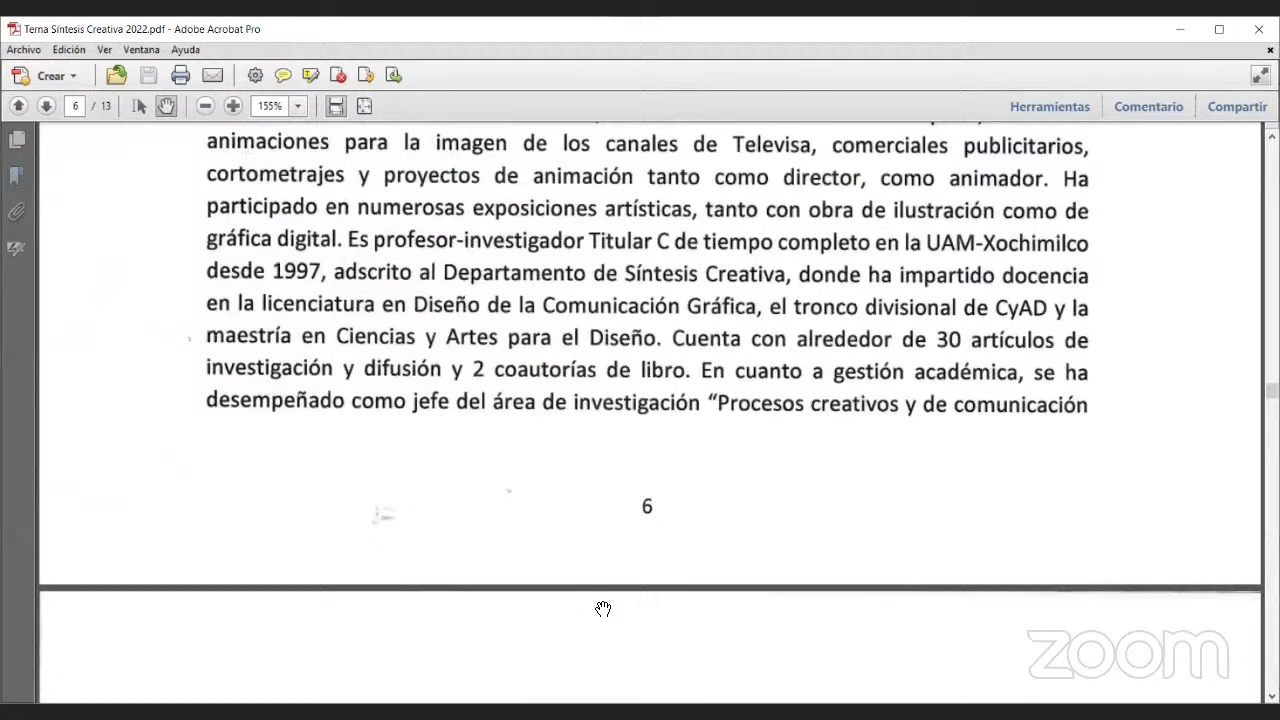 Tema Síntesis Creativa 2022.pdf - Adobe Acrobat Pro
Archivo Edición Ver Ventana Ayuda
Crear
6 / 13 155% Herramientas Comentario Compartir
animaciones para la imagen de los canales de Televisa, comerciales publicitarios,
cortometrajes y proyectos de animación tanto como director, como animador. Ha
participado en numerosas exposiciones artísticas, tanto con obra de ilustración como de
gráfica digital. Es profesor-investigador Titular C de tiempo completo en la UAM-Xochimilco
desde 1997, adscrito al Departamento de Síntesis Creativa, donde ha impartido docencia
en la licenciatura en Diseño de la Comunicación Gráfica, el tronco divisional de CyAD y la
maestría en Ciencias y Artes para el Diseño. Cuenta con alrededor de 30 artículos de
investigación y difusión y 2 coautorías de libro. En cuanto a gestión académica, se ha
desempeñado como jefe del área de investigación “Procesos creativos y de comunicación
6
zoom